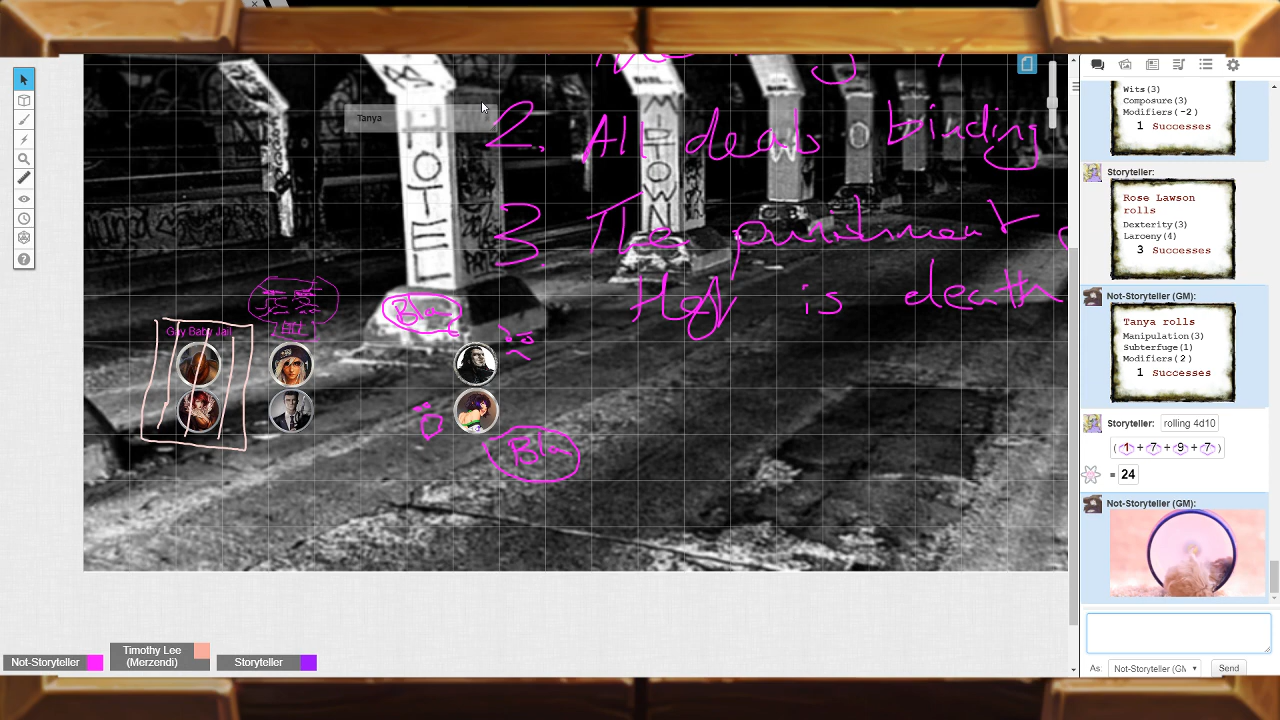 Tanya
2. All deals binding
3 The punishment
is death
HOTEL
MIDTOWN
Bla
Gay Baby Jail
Bla
Not-Storyteller
Timothy Lee
(Merzendi)
Storyteller
Wits(3)
Composure(3)
Modifiers(-2)
1 Successes
Storyteller:
Rose Lawson
rolls
Dexterity(3)
Larceny(4)
3 Successes
Not-Storyteller (GM):
Tanya rolls
Manipulation(3)
Subterfuge(1)
Modifiers(2)
1 Successes
Storyteller: rolling 4d10
(1+7+9+7)
= 24
Not-Storyteller (GM):
As: Not-Storyteller (GM Send